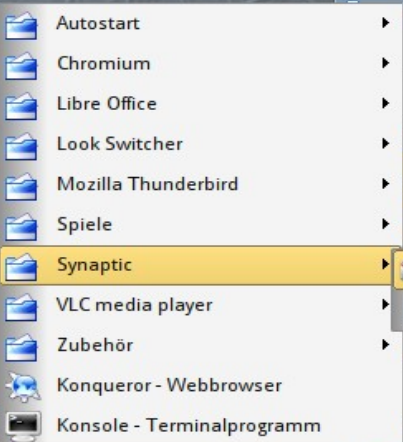 Autostart
Chromium
Libre Office
Look Switcher
Mozilla Thunderbird
Spiele
Synaptic
VLC media player
Zubehör
Konqueror - Webbrowser
Konsole - Terminalprogramm